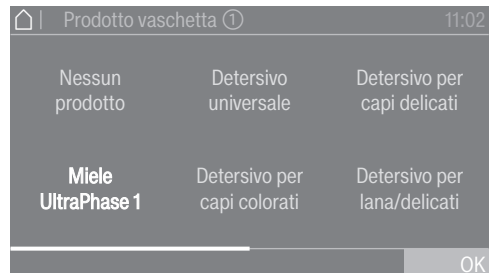 Prodotto vaschetta ① 11:02
Nessun prodotto
Detersivo universale
Detersivo per capi delicati
Miele UltraPhase 1
Detersivo per capi colorati
Detersivo per lana/delicati
OK